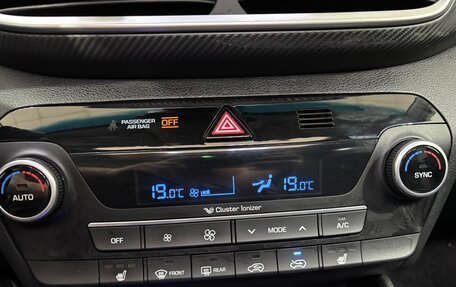 PASSENGER
AIR BAG OFF
19.0°C 19.0°C
AUTO
SYNC
Cluster Ionizer
OFF MODE A/C
FRONT REAR